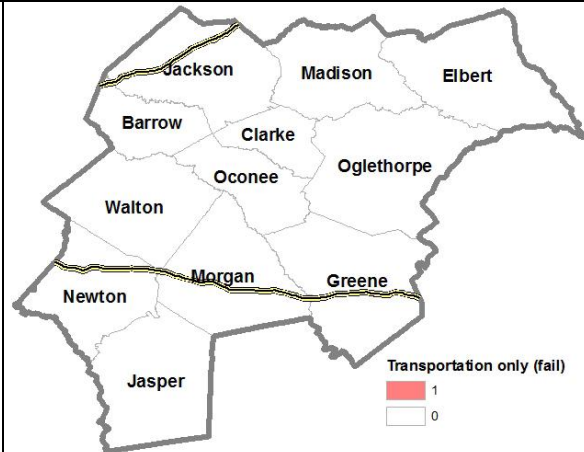 Jackson
Madison
Elbert
Barrow
Clarke
Oglethorpe
Oconee
Walton
Morgan
Greene
Newton
Jasper
Transportation only (fail)
1
0